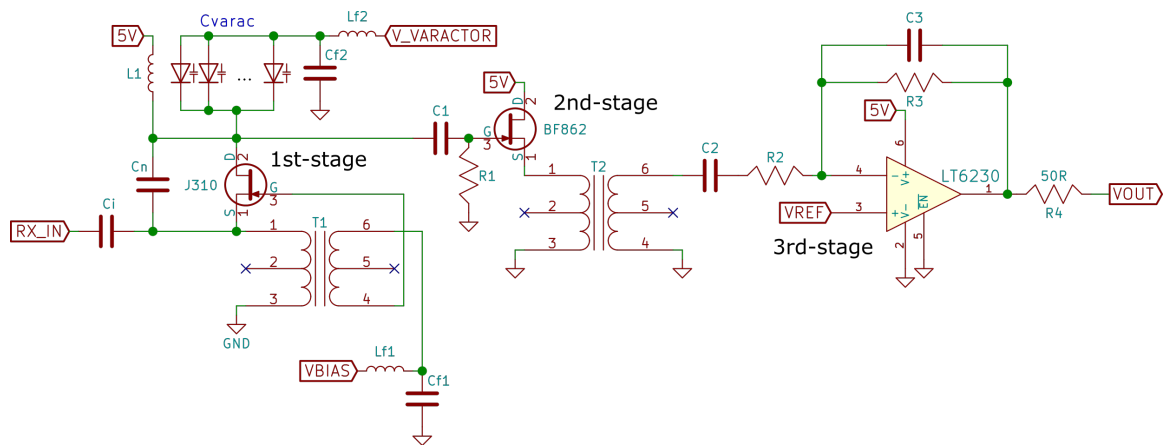 Cvarac
Lf2
5V
V_VARACTOR
L1
...
Cf2
C3
R3
5V
D
2
2nd-stage
C1
G
3
BF862
S
1
R1
5V
6
D
2
1st-stage
Cn
J310
G
3
S
1
T2
1
6
2
5
3
4
C2
R2
4
−
V+
LT6230
1
50R
R4
VOUT
VREF
3
+
V−
EN
2
5
3rd-stage
Ci
RX_IN
T1
1
6
2
5
3
4
GND
VBIAS
Lf1
Cf1